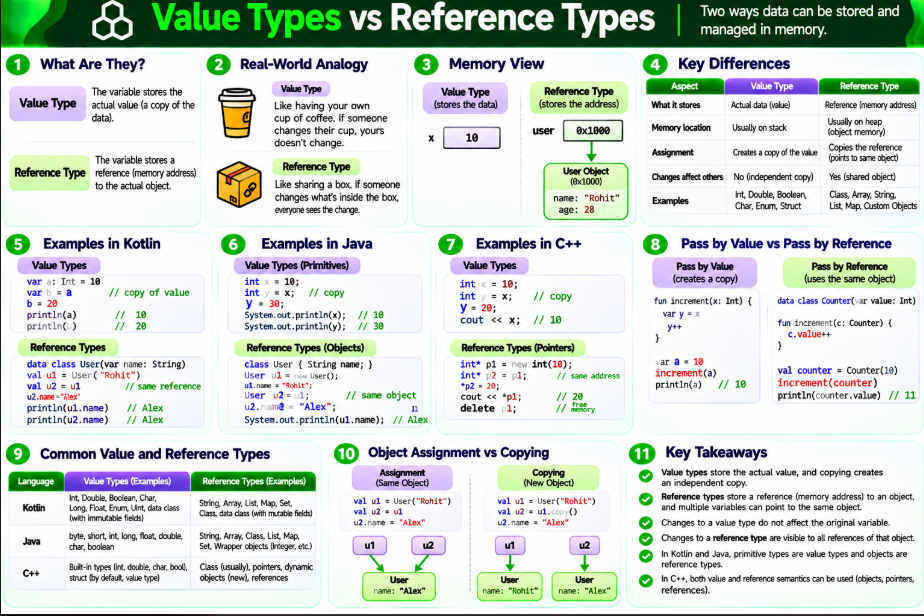 Value Types vs Reference Types
Two ways data can be stored and
managed in memory.
1 What Are They?
Value Type
The variable stores the
actual value (a copy of the
data).
Reference Type
The variable stores a
reference (memory address)
to the actual object.
2 Real-World Analogy
Value Type
Like having your own
cup of coffee. If someone
changes their cup, yours
doesn't change.
Reference Type
Like sharing a box. If someone
changes what's inside the box,
everyone sees the change.
3 Memory View
Value Type
(stores the data)
x 10
Reference Type
(stores the address)
user 0x1000
User Object
(0x1000)
name: "Rohit"
age: 28
4 Key Differences
Aspect Value Type Reference Type
What it stores Actual data (value) Reference (memory address)
Memory location Usually on stack Usually on heap
(object memory)
Assignment Creates a copy of the value Copies the reference
(points to same object)
Changes affect others No (independent copy) Yes (shared object)
Examples Int, Double, Boolean,
Char, Enum, Struct
Class, Array, String,
List, Map, Custom Objects
5 Examples in Kotlin
Value Types
var a: Int = 10
var b = a // copy of value
b = 20
println(a) // 10
println(b) // 20
Reference Types
data class User(var name: String)
val u1 = User("Rohit")
val u2 = u1 // same reference
u2.name = "Alex"
println(u1.name) // Alex
println(u2.name) // Alex
6 Examples in Java
Value Types (Primitives)
int x = 10;
int y = x; // copy
y = 30;
System.out.println(x); // 10
System.out.println(y); // 30
Reference Types (Objects)
class User { String name; }
User u1 = new User();
u1.name = "Rohit";
User u2 = u1; // same object
u2.name = "Alex"; n
System.out.println(u1.name); // Alex
7 Examples in C++
Value Types
int x = 10;
int y = x; // copy
y = 20;
cout << x; // 10
Reference Types (Pointers)
int* p1 = new int(10);
int* p2 = p1; // same address
*p2 = 20;
cout << *p1; // 20
delete p1; // free
memory
8 Pass by Value vs Pass by Reference
Pass by Value
(creates a copy)
fun increment(x: Int) {
var y = x
y++
}
var a = 10
increment(a)
println(a) // 10
Pass by Reference
(uses the same object)
data class Counter(var value: Int)
fun increment(c: Counter) {
c.value++
}
val counter = Counter(10)
increment(counter)
println(counter.value) // 11
9 Common Value and Reference Types
Language Value Types (Examples) Reference Types (Examples)
Kotlin
Int, Double, Boolean, Char,
Long, Float, Enum, UInt, data class
(with immutable fields)
String, Array, List, Map, Set,
Class, data class (with mutable fields)
Java
byte, short, int, long, float, double,
char, boolean
String, Array, Class, List, Map,
Set, Wrapper objects (Integer, etc.)
C++
Built-in types (int, double, char, bool),
struct (by default, value type)
Class (usually), pointers, dynamic
objects (new), references
10 Object Assignment vs Copying
Assignment
(Same Object)
val u1 = User("Rohit")
val u2 = u1
u2.name = "Alex"
u1 u2
User
name: "Alex"
Copying
(New Object)
val u1 = User("Rohit")
val u2 = u1.copy()
u2.name = "Alex"
u1 u2
User User
name: "Rohit" name: "Alex"
11 Key Takeaways
Value types store the actual value, and copying creates
an independent copy.
Reference types store a reference (memory address) to an object,
and multiple variables can point to the same object.
Changes to a value type do not affect the original variable.
Changes to a reference type are visible to all references of that object.
In Kotlin and Java, primitive types are value types and objects are
reference types.
In C++, both value and reference semantics can be used (objects, pointers,
references).